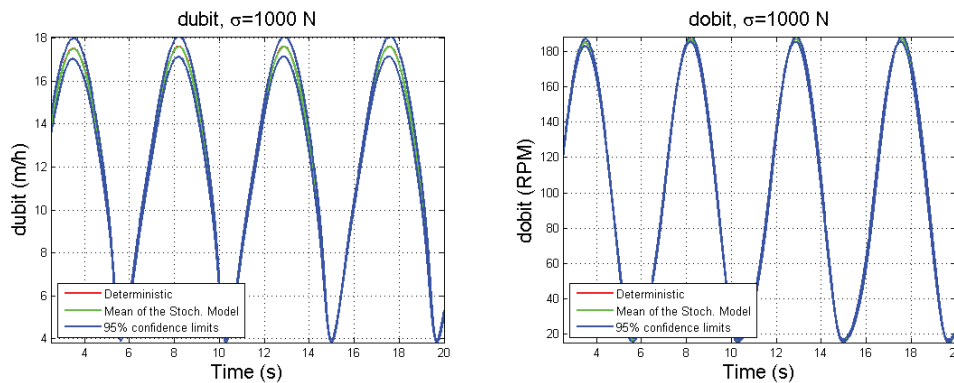 dubit, σ=1000 N
18
16
14
12
10
8
6
4
dubit (m/h)
Deterministic
Mean of the Stoch. Model
95% confidence limits
4 6 8 10 12 14 16 18 20
Time (s)
dobit, σ=1000 N
180
160
140
120
100
80
60
40
20
dobit (RPM)
Deterministic
Mean of the Stoch. Model
95% confidence limits
4 6 8 10 12 14 16 18 20
Time (s)